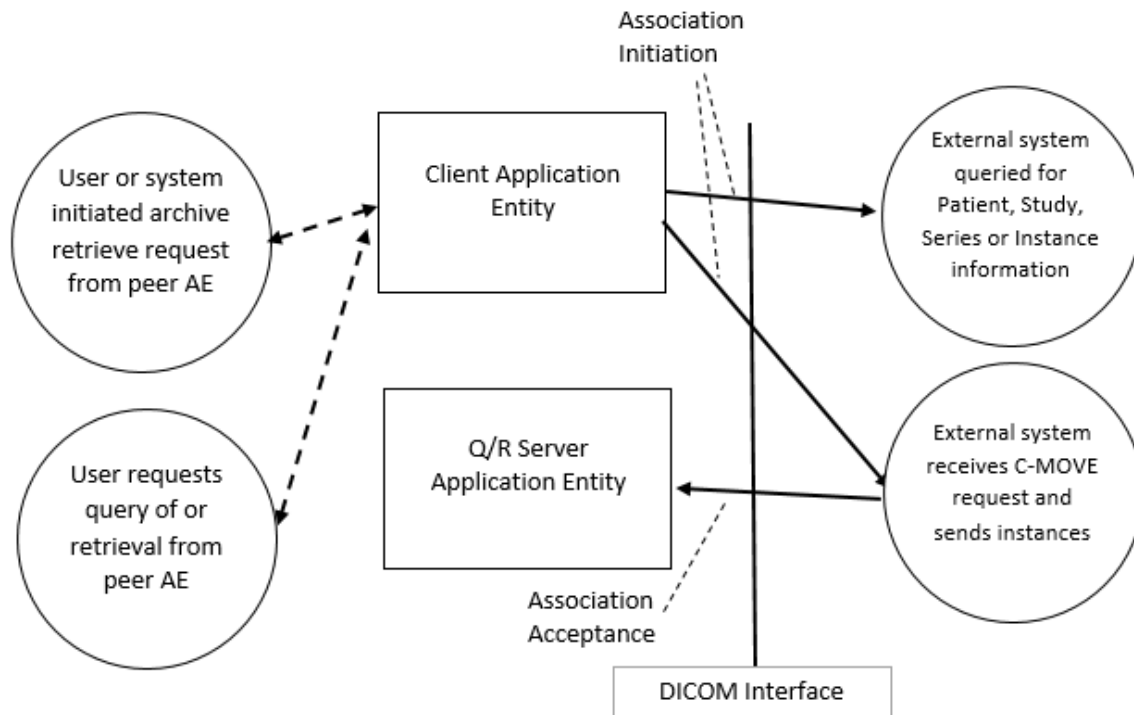 Association
Initiation
User or system
initiated archive
retrieve request
from peer AE
Client Application
Entity
External system
queried for
Patient, Study,
Series or Instance
information
User requests
query of or
retrieval from
peer AE
Q/R Server
Application Entity
External system
receives C-MOVE
request and
sends instances
Association
Acceptance
DICOM Interface